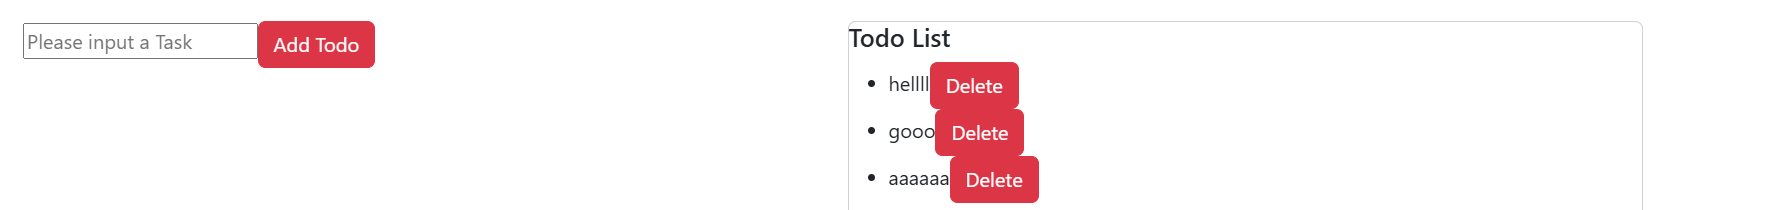 Please input a Task Add Todo
Todo List
hellll Delete
gooo Delete
aaaaaa Delete